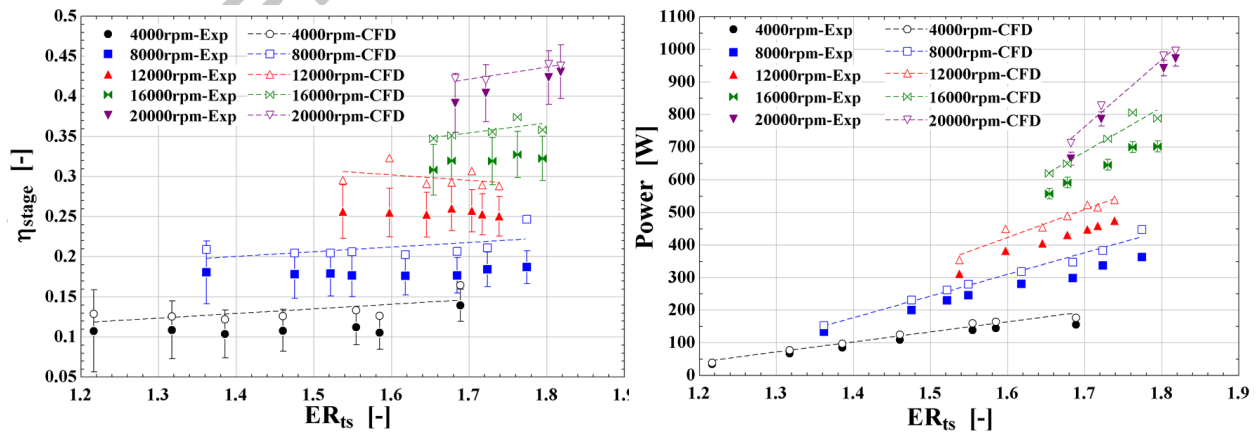 0.5
0.45
0.4
0.35
0.3
0.25
0.2
0.15
0.1
0.05
ηstage [-]
4000rpm-Exp 4000rpm-CFD
8000rpm-Exp 8000rpm-CFD
12000rpm-Exp 12000rpm-CFD
16000rpm-Exp 16000rpm-CFD
20000rpm-Exp 20000rpm-CFD
1.2 1.3 1.4 1.5 1.6 1.7 1.8 1.9
ERts [-]
1100
1000
900
800
700
600
500
400
300
200
100
0
Power [W]
4000rpm-Exp 4000rpm-CFD
8000rpm-Exp 8000rpm-CFD
12000rpm-Exp 12000rpm-CFD
16000rpm-Exp 16000rpm-CFD
20000rpm-Exp 20000rpm-CFD
1.2 1.3 1.4 1.5 1.6 1.7 1.8 1.9
ERts [-]